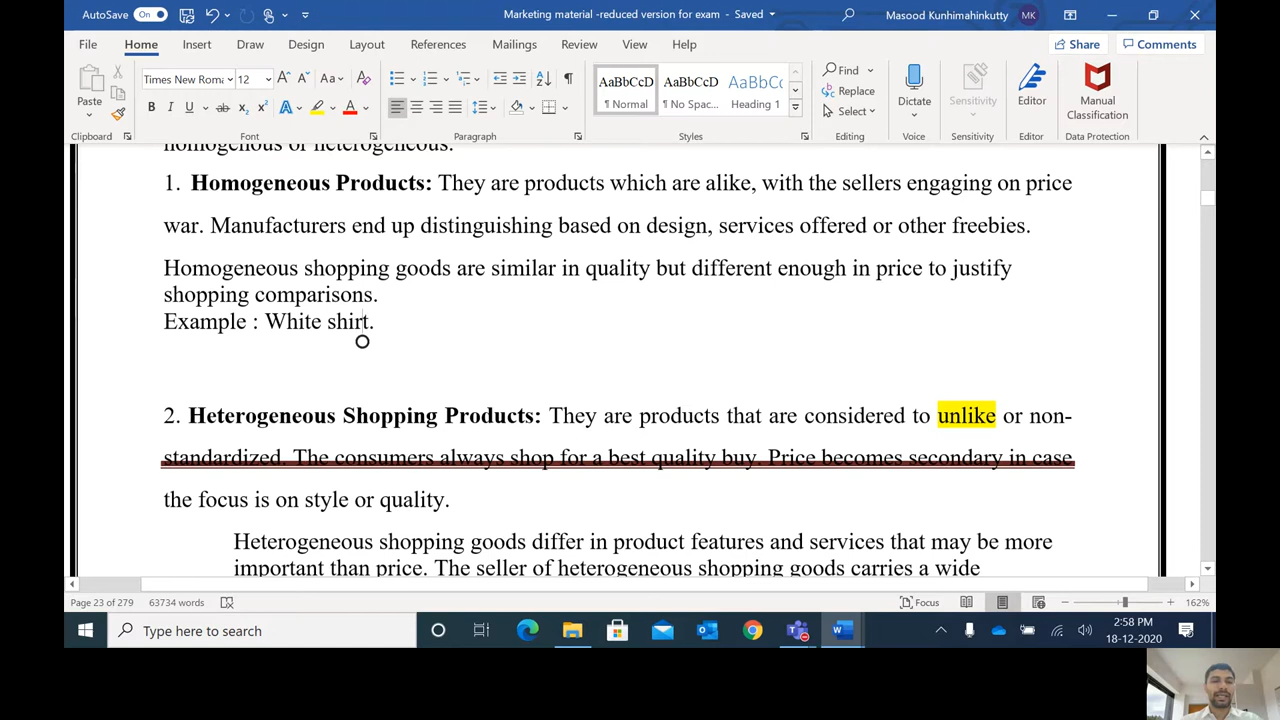 AutoSave On
Marketing material -reduced version for exam - Saved
Masood Kunhimahinkutty MK
File Home Insert Draw Design Layout References Mailings Review View Help Share Comments
Paste
Times New Roma 12
Aa
B I U ab x₂ x² A A
AaBbCcD
¶ Normal
AaBbCcD
¶ No Spac...
AaBbCc
Heading 1
Find
Replace
Select
Dictate
Sensitivity
Editor
Manual
Classification
Clipboard Font Paragraph Styles Editing Voice Sensitivity Editor Data Protection
homogenous or heterogeneous.
1. Homogeneous Products: They are products which are alike, with the sellers engaging on price
war. Manufacturers end up distinguishing based on design, services offered or other freebies.
Homogeneous shopping goods are similar in quality but different enough in price to justify
shopping comparisons.
Example : White shirt.
2. Heterogeneous Shopping Products: They are products that are considered to unlike or non-
standardized. The consumers always shop for a best quality buy. Price becomes secondary in case
the focus is on style or quality.
Heterogeneous shopping goods differ in product features and services that may be more
important than price. The seller of heterogeneous shopping goods carries a wide
Page 23 of 279 63734 words Focus 162%
Type here to search
2:58 PM
18-12-2020